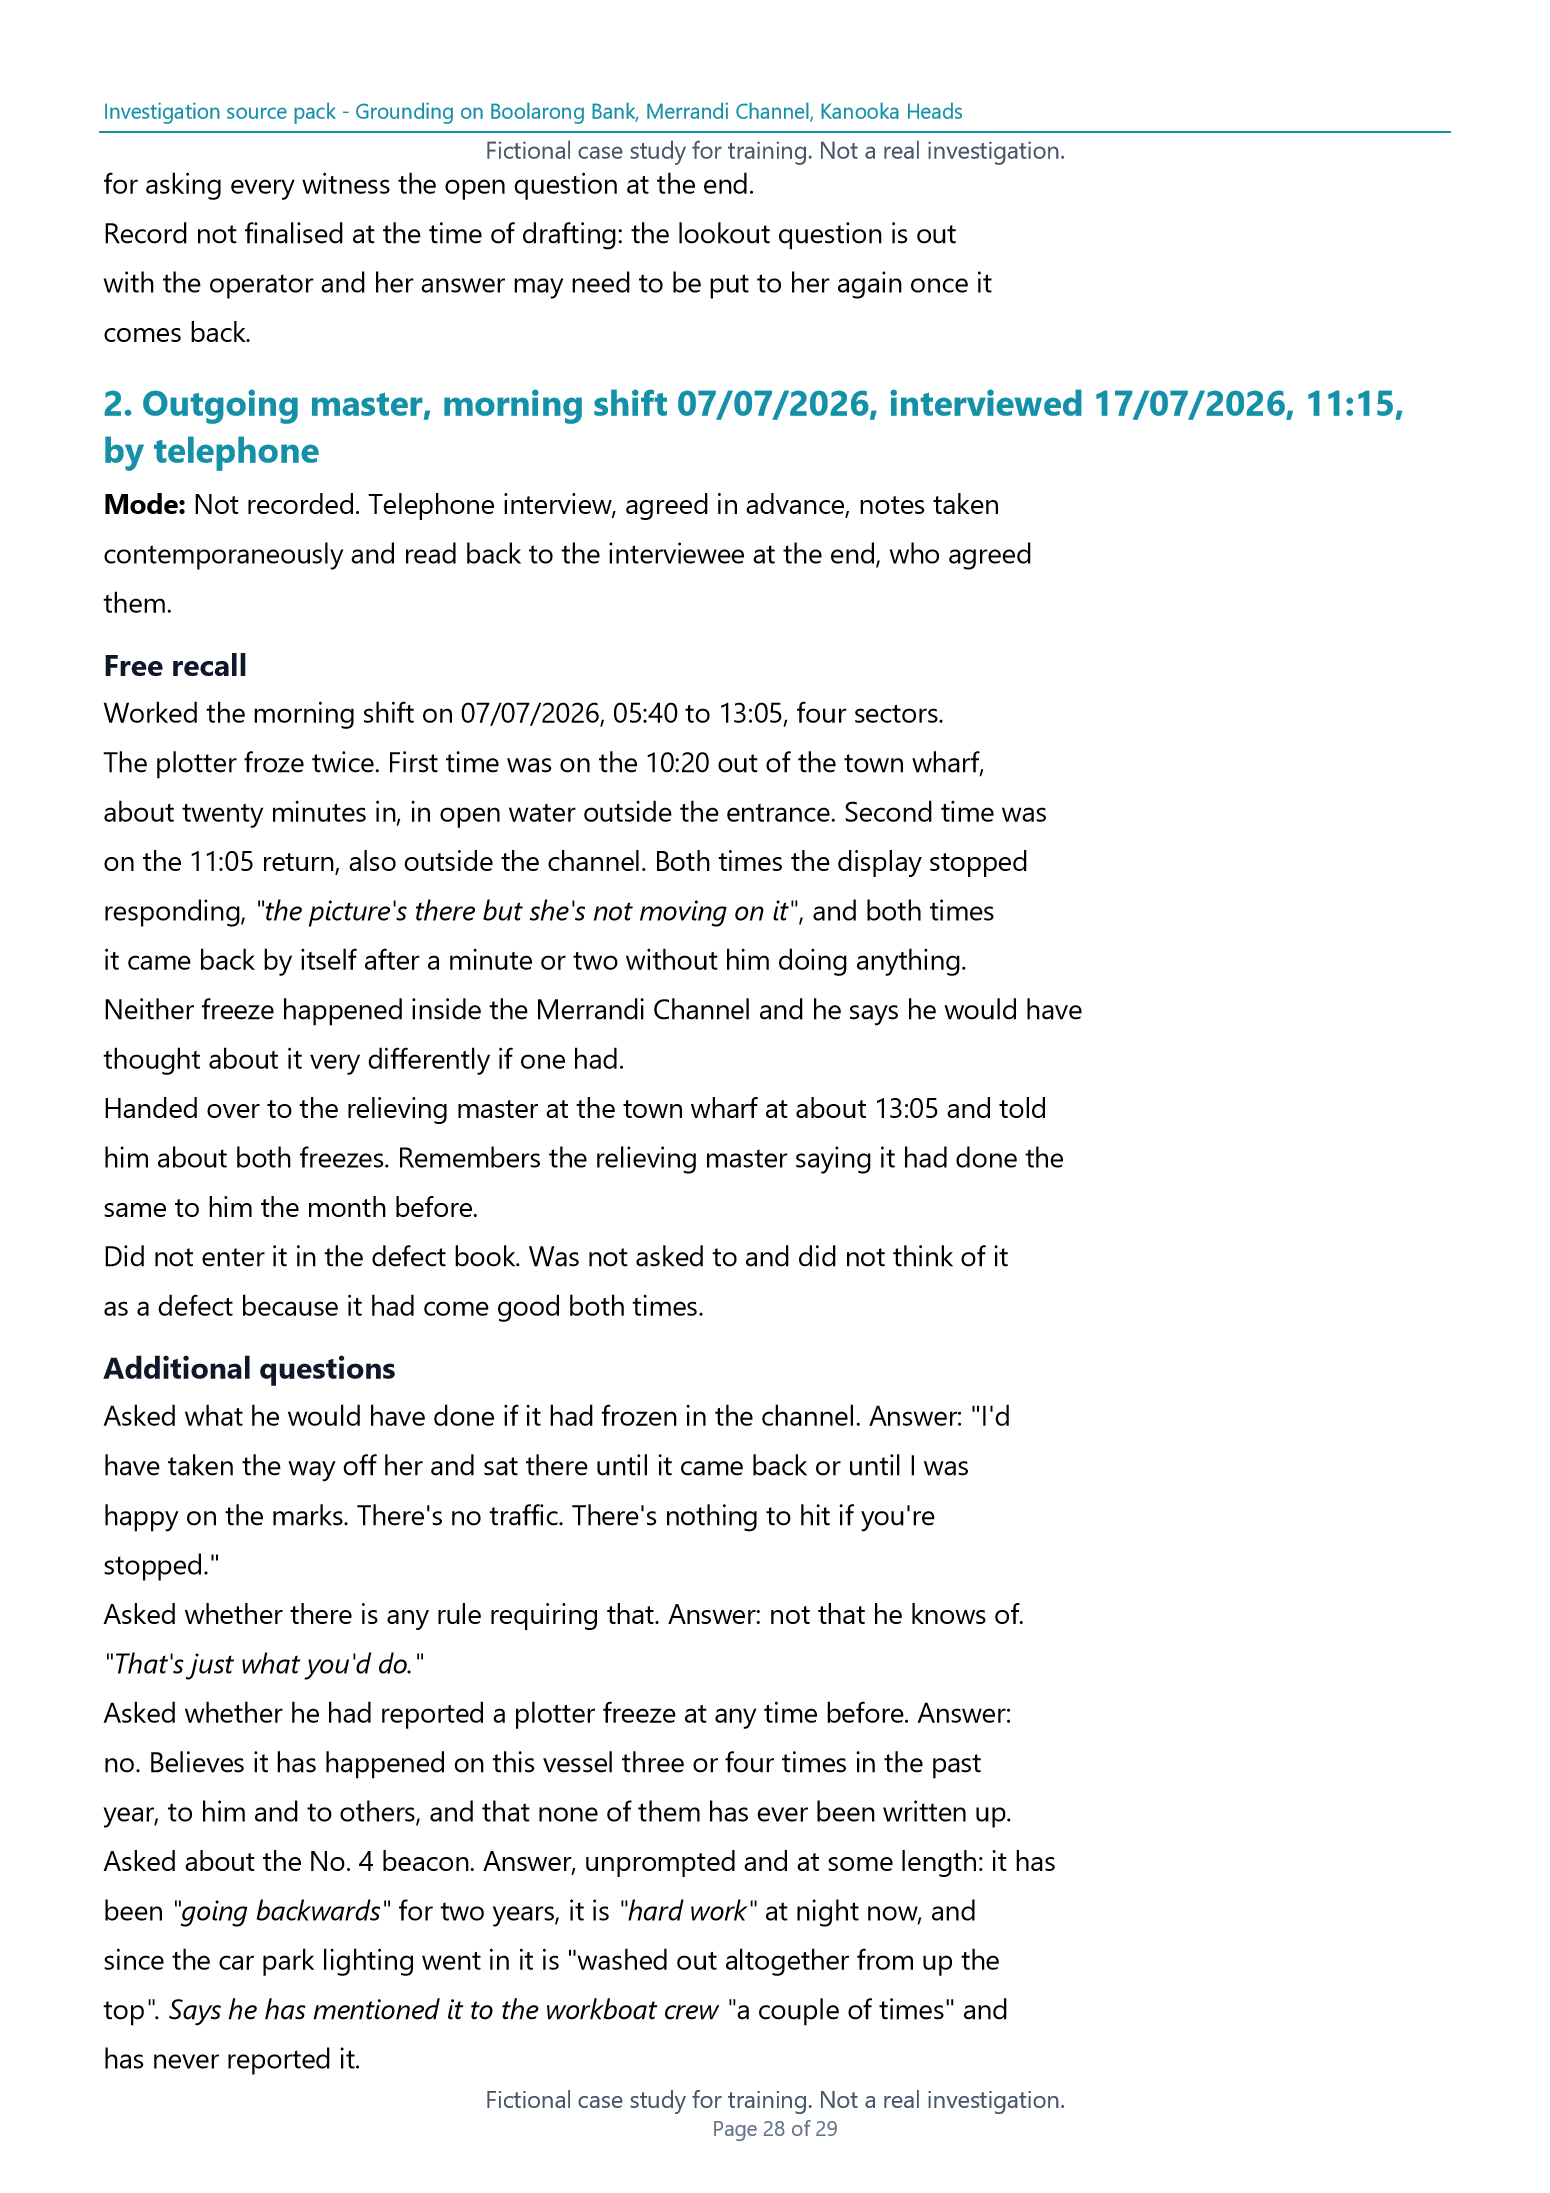 Investigation source pack - Grounding on Boolarong Bank, Merrandi Channel, Kanooka Heads
Fictional case study for training. Not a real investigation.
for asking every witness the open question at the end.
Record not finalised at the time of drafting: the lookout question is out
with the operator and her answer may need to be put to her again once it
comes back.
2. Outgoing master, morning shift 07/07/2026, interviewed 17/07/2026, 11:15,
by telephone
Mode: Not recorded. Telephone interview, agreed in advance, notes taken
contemporaneously and read back to the interviewee at the end, who agreed
them.
Free recall
Worked the morning shift on 07/07/2026, 05:40 to 13:05, four sectors.
The plotter froze twice. First time was on the 10:20 out of the town wharf,
about twenty minutes in, in open water outside the entrance. Second time was
on the 11:05 return, also outside the channel. Both times the display stopped
responding, "the picture's there but she's not moving on it", and both times
it came back by itself after a minute or two without him doing anything.
Neither freeze happened inside the Merrandi Channel and he says he would have
thought about it very differently if one had.
Handed over to the relieving master at the town wharf at about 13:05 and told
him about both freezes. Remembers the relieving master saying it had done the
same to him the month before.
Did not enter it in the defect book. Was not asked to and did not think of it
as a defect because it had come good both times.
Additional questions
Asked what he would have done if it had frozen in the channel. Answer: "I'd
have taken the way off her and sat there until it came back or until I was
happy on the marks. There's no traffic. There's nothing to hit if you're
stopped."
Asked whether there is any rule requiring that. Answer: not that he knows of.
"That's just what you'd do."
Asked whether he had reported a plotter freeze at any time before. Answer:
no. Believes it has happened on this vessel three or four times in the past
year, to him and to others, and that none of them has ever been written up.
Asked about the No. 4 beacon. Answer, unprompted and at some length: it has
been "going backwards" for two years, it is "hard work" at night now, and
since the car park lighting went in it is "washed out altogether from up the
top". Says he has mentioned it to the workboat crew "a couple of times" and
has never reported it.
Fictional case study for training. Not a real investigation.
Page 28 of 29